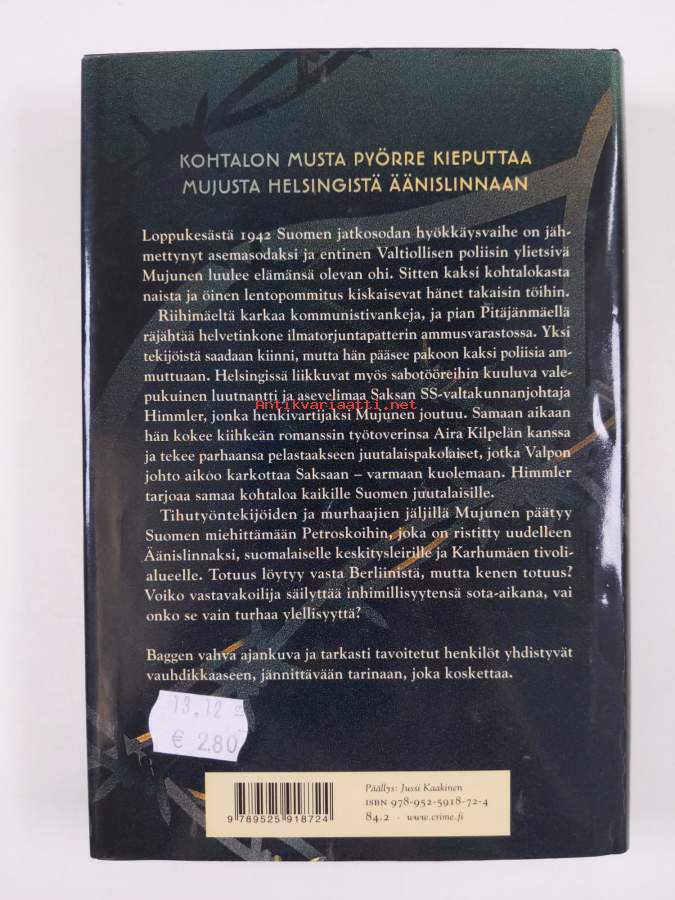 KOHTALON MUSTA PYÖRRE KIEPUTTAA
MUJUSTA HELSINGISTÄ ÄÄNISLINNAAN
Loppukesästä 1942 Suomen jatkosodan hyökkäysvaihe on jäh-
mettynyt asemasodaksi ja entinen Valtiollisen poliisin ylietsivä
Mujunen luulee elämänsä olevan ohi. Sitten kaksi kohtalokasta
naista ja öinen lentopommitus kiskaisevat hänet takaisin töihin.
Riihimäeltä karkaa kommunistivankeja, ja pian Pitäjänmäellä
räjähtää helvetinkone ilmatorjuntapatterin ammusvarastossa. Yksi
tekijöistä saadaan kiinni, mutta hän pääsee pakoon kaksi poliisia am-
muttuaan. Helsingissä liikkuvat myös sabotööreihin kuuluva vale-
pukuinen luutnantti ja asevelimaa Saksan SS-valtakunnanjohtaja
Antikvariaatti.net
Himmler, jonka henkivartijaksi Mujunen joutuu. Samaan aikaan
hän kokee kiihkeän romanssin työtoverinsa Aira Kilpelän kanssa
ja tekee parhaansa pelastaakseen juutalaispakolaiset, jotka Valpon
johto aikoo karkottaa Saksaan – varmaan kuolemaan. Himmler
tarjoaa samaa kohtaloa kaikille Suomen juutalaisille.
Tihutyöntekijöiden ja murhaajien jäljillä Mujunen päätyy
Suomen miehittämään Petroskoihin, joka on ristitty uudelleen
Äänislinnaksi, suomalaiselle keskitysleirille ja Karhumäen tivoli-
alueelle. Totuus löytyy vasta Berliinistä, mutta kenen totuus?
Voiko vastavakoilija säilyttää inhimillisyytensä sota-aikana, vai
onko se vain turhaa ylellisyyttä?
Baggen vahva ajankuva ja tarkasti tavoitetut henkilöt yhdistyvät
vauhdikkaaseen, jännittävään tarinaan, joka koskettaa.
13.12
€ 2.80
Päällys: Jussi Kaakinen
ISBN 978-952-5918-72-4
84.2 · www.crime.fi
9 789525 918724